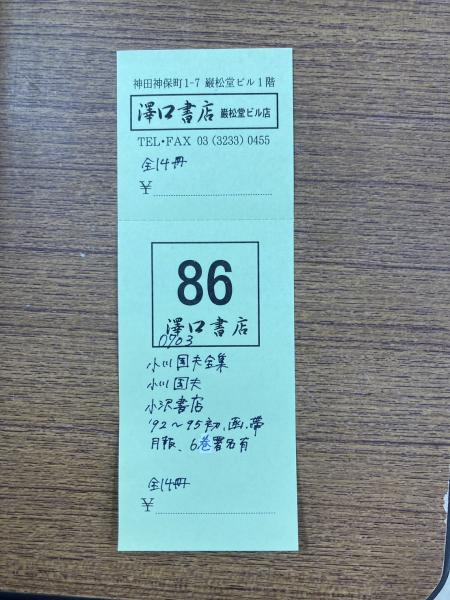 神田神保町1-7 巌松堂ビル1階
澤口書店 巌松堂ビル店
TEL・FAX 03(3233)0455
全14冊
¥
86
澤口書店
0703
小川国夫全集
小川国夫
小沢書店
'92~'95初、函、帯
月報、6巻署名有
全14冊
¥